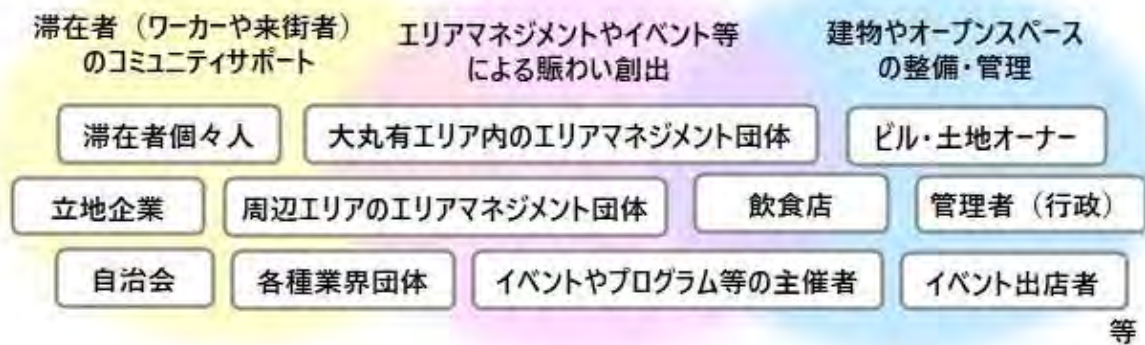 滞在者（ワーカーや来街者）
のコミュニティサポート
エリアマネジメントやイベント等
による賑わい創出
建物やオープンスペース
の整備・管理
滞在者個々人
大丸有エリア内のエリアマネジメント団体
ビル・土地オーナー
立地企業
周辺エリアのエリアマネジメント団体
飲食店
管理者（行政）
自治会
各種業界団体
イベントやプログラム等の主催者
イベント出店者
等